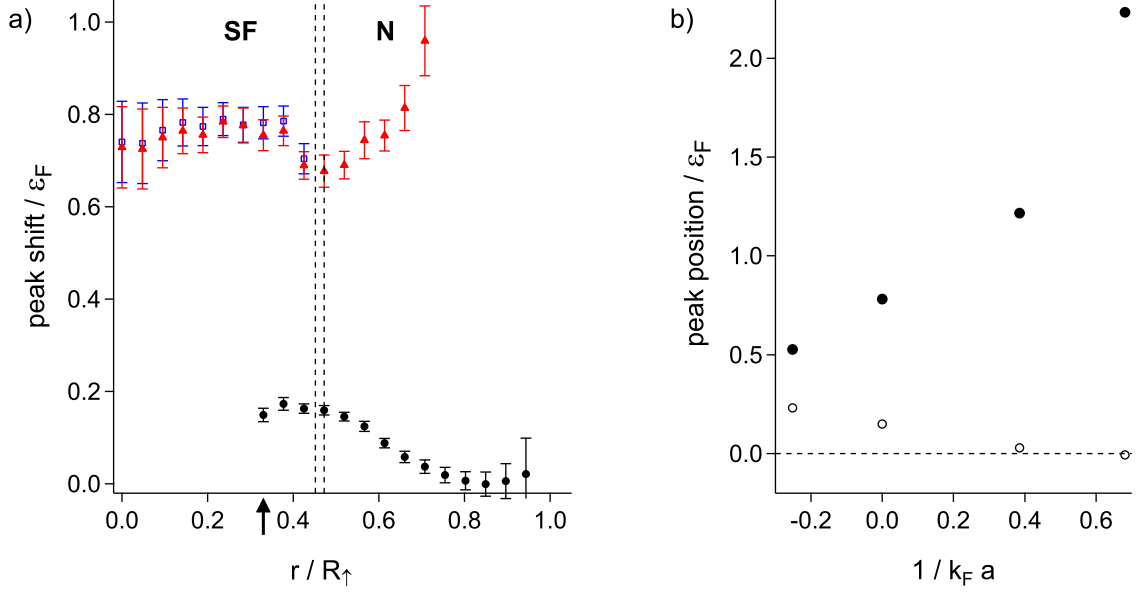 a)
SF
N
1.0
0.8
0.6
0.4
0.2
0.0
peak shift / εF
0.0 0.2 0.4 0.6 0.8 1.0
r / R↑
b)
2.0
1.5
1.0
0.5
0.0
peak position / εF
-0.2 0.0 0.2 0.4 0.6
1 / kF a